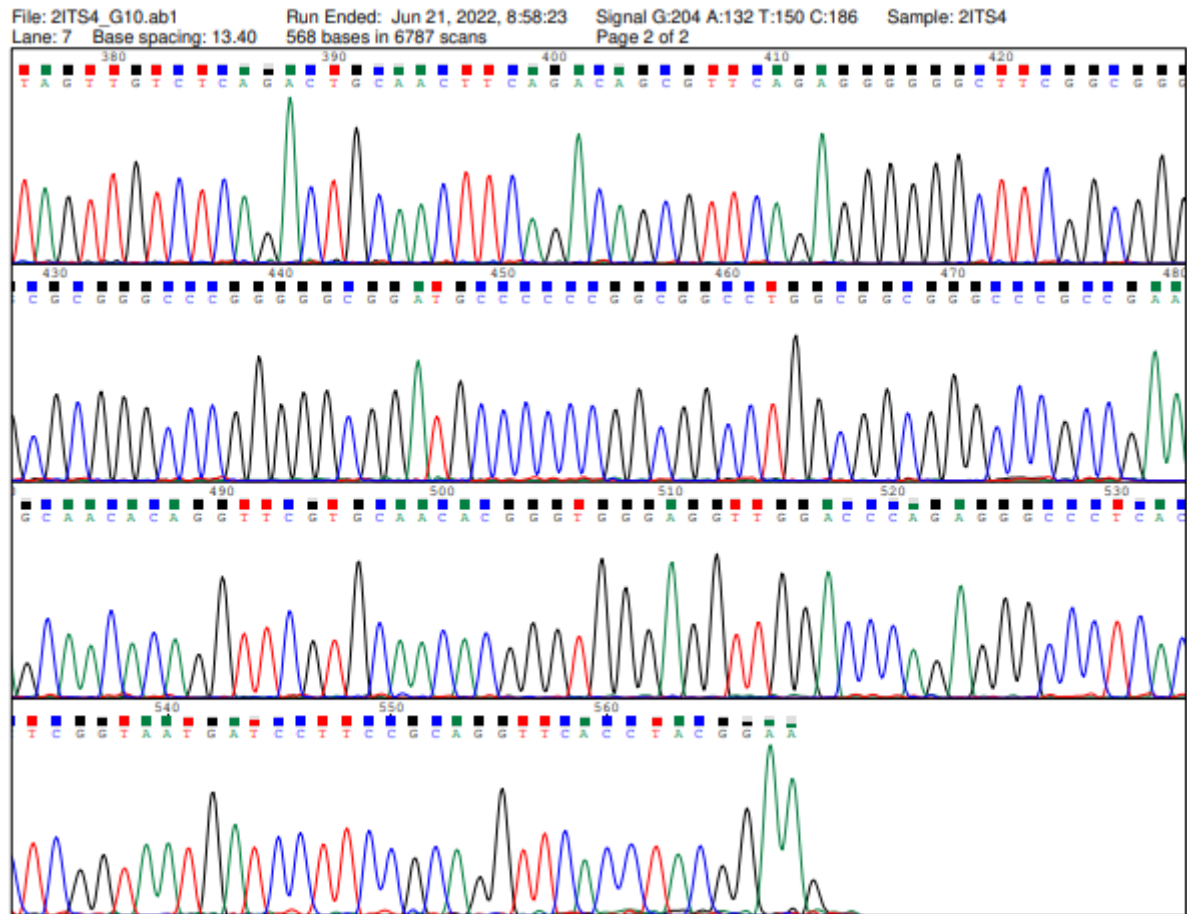 File: 2ITS4_G10.ab1 Run Ended: Jun 21, 2022, 8:58:23 Signal G:204 A:132 T:150 C:186 Sample: 2ITS4
Lane: 7 Base spacing: 13.40 568 bases in 6787 scans Page 2 of 2
380 390 400 410 420
T A G T T G T C T C A G A C T G C A A C T T C A G A C A G C G T T C A G A G G G G G G C T T C G G C G G G
430 440 450 460 470 480
C G C G G G C C C G G G G G C G G A T G C C C C C C G G C G G C C T G G C G G C G G G C C C G C C G A A
490 500 510 520 530
G C A A C A C A G G T T C G T G C A A C A C G G G T G G G A G G T T G G A C C C A G A G G G C C C T C A C
540 550 560
T C G G T A A T G A T C C T T C C G C A G G T T C A C C T A C G G A A